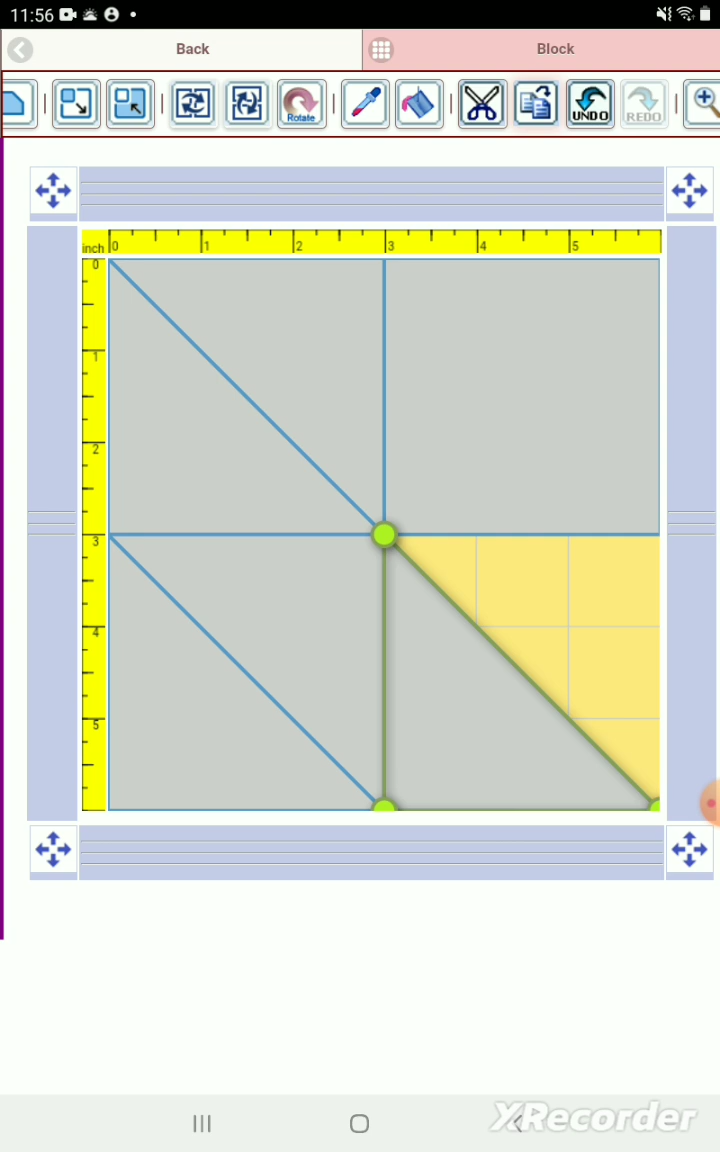 11:56
Back
Block
Rotate
UNDO
REDO
inch 0 1 2 3 4 5
0
1
2
3
4
5
XRecorder